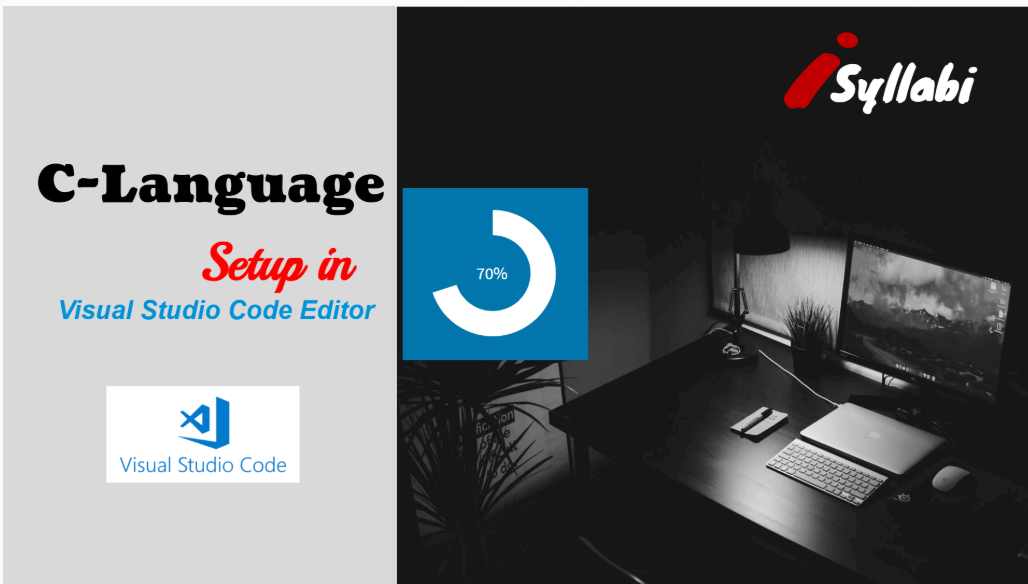 C-Language
Setup in
Visual Studio Code Editor
Visual Studio Code
70%
iSyllabi